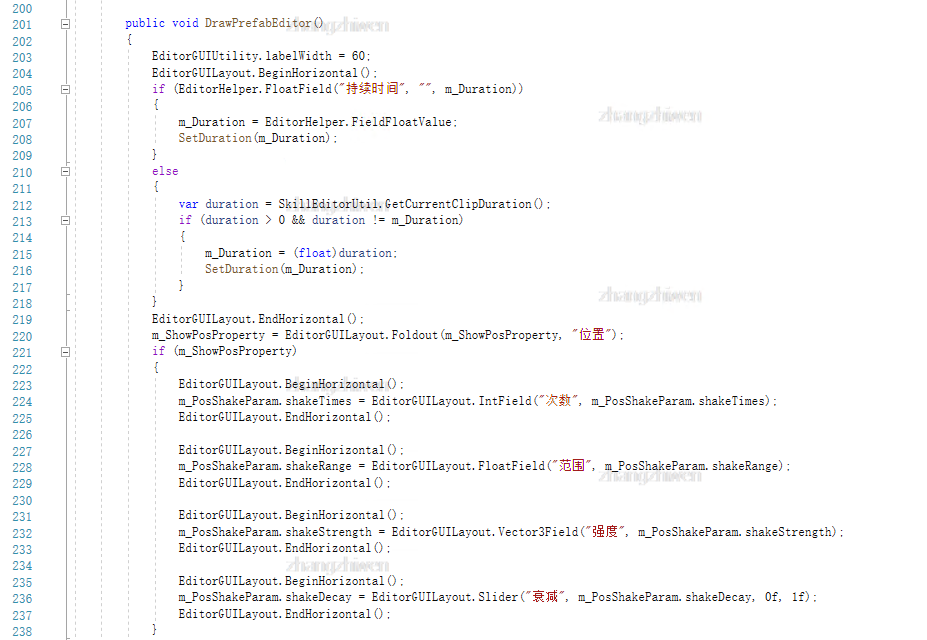 200
201 public void DrawPrefabEditor()
202 {
203 EditorGUIUtility.labelWidth = 60;
204 EditorGUILayout.BeginHorizontal();
205 if (EditorHelper.FloatField("持续时间", "", m_Duration))
206 {
207 m_Duration = EditorHelper.FieldFloatValue;
208 SetDuration(m_Duration);
209 }
210 else
211 {
212 var duration = SkillEditorUtil.GetCurrentClipDuration();
213 if (duration > 0 && duration != m_Duration)
214 {
215 m_Duration = (float)duration;
216 SetDuration(m_Duration);
217 }
218 }
219 EditorGUILayout.EndHorizontal();
220 m_ShowPosProperty = EditorGUILayout.Foldout(m_ShowPosProperty, "位置");
221 if (m_ShowPosProperty)
222 {
223 EditorGUILayout.BeginHorizontal();
224 m_PosShakeParam.shakeTimes = EditorGUILayout.IntField("次数", m_PosShakeParam.shakeTimes);
225 EditorGUILayout.EndHorizontal();
226
227 EditorGUILayout.BeginHorizontal();
228 m_PosShakeParam.shakeRange = EditorGUILayout.FloatField("范围", m_PosShakeParam.shakeRange);
229 EditorGUILayout.EndHorizontal();
230
231 EditorGUILayout.BeginHorizontal();
232 m_PosShakeParam.shakeStrength = EditorGUILayout.Vector3Field("强度", m_PosShakeParam.shakeStrength);
233 EditorGUILayout.EndHorizontal();
234
235 EditorGUILayout.BeginHorizontal();
236 m_PosShakeParam.shakeDecay = EditorGUILayout.Slider("衰减", m_PosShakeParam.shakeDecay, 0f, 1f);
237 EditorGUILayout.EndHorizontal();
238 }
zhangzhiwen
zhangzhiwen
zhangzhiwen
zhangzhiwen
zhangzhiwen
zhangzhiwen
zhangzhiwen